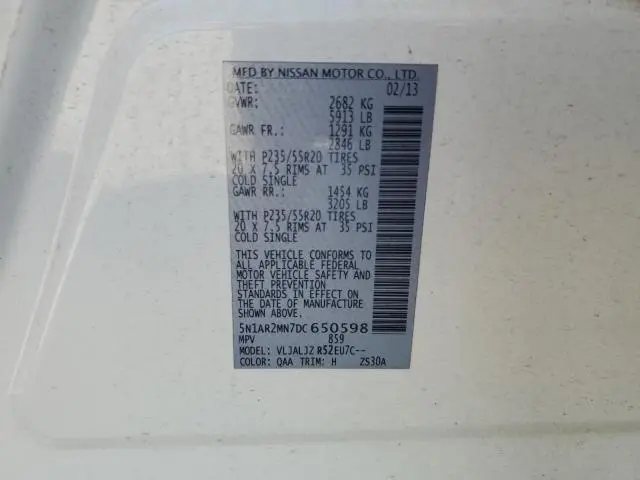 MFD BY NISSAN MOTOR CO., LTD.
DATE: 02/13
GVWR: 2682 KG
5913 LB
GAWR FR.: 1291 KG
2846 LB
WITH P235/55R20 TIRES
20 X 7.5 RIMS AT 35 PSI
COLD SINGLE
GAWR RR.: 1454 KG
3205 LB
WITH P235/55R20 TIRES
20 X 7.5 RIMS AT 35 PSI
COLD SINGLE
THIS VEHICLE CONFORMS TO
ALL APPLICABLE FEDERAL
MOTOR VEHICLE SAFETY AND
THEFT PREVENTION
STANDARDS IN EFFECT ON
THE DATE OF MANUFACTURE
SHOWN ABOVE.
5N1AR2MN7DC650598
MPV 859
MODEL: VLJALJZ R52EU7C--
COLOR: QAA TRIM: H ZS30A